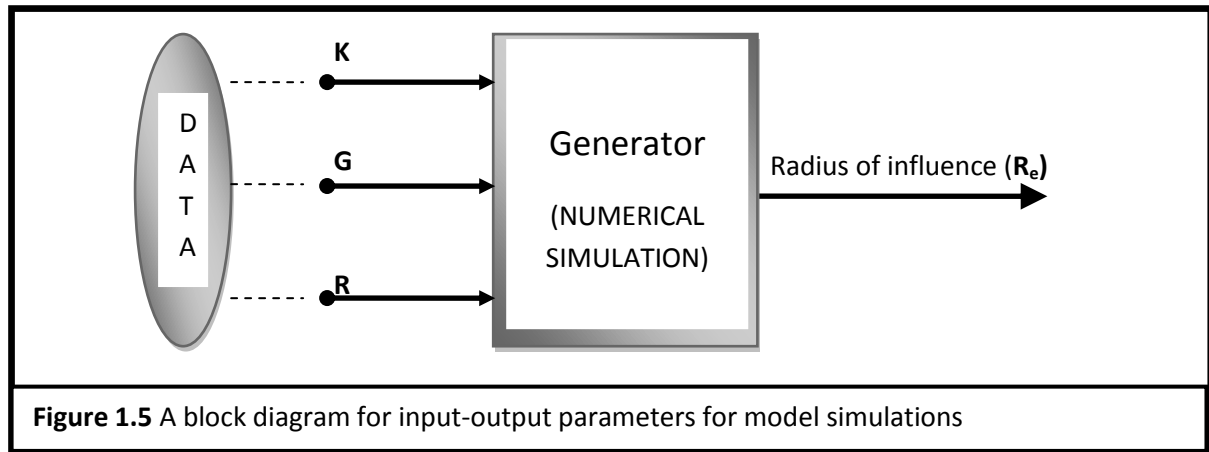 D
A
T
A
K
G
R
Generator
(NUMERICAL
SIMULATION)
Radius of influence (Re)
Figure 1.5 A block diagram for input-output parameters for model simulations